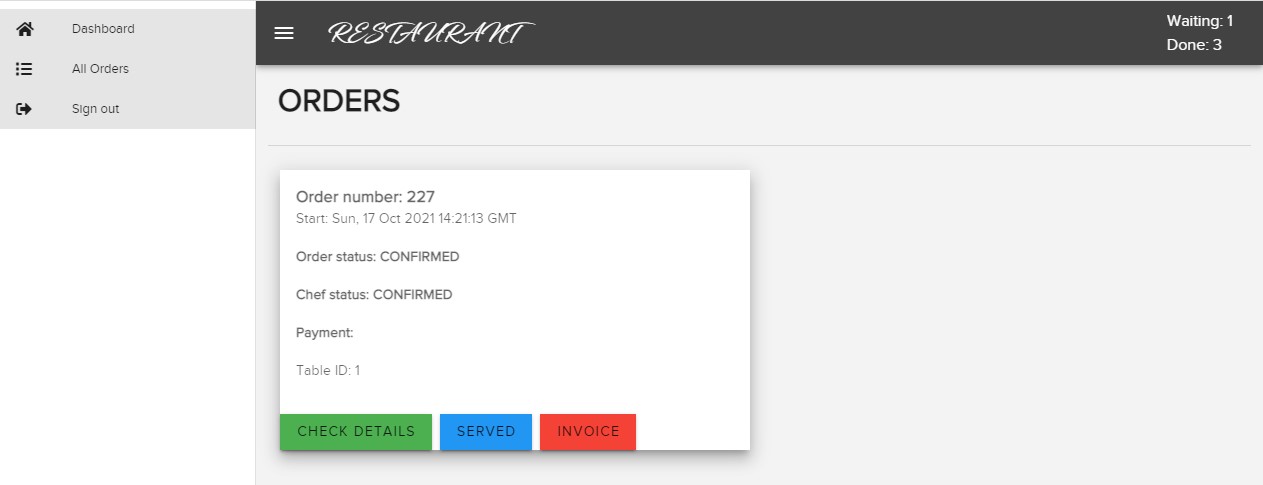 Dashboard
All Orders
Sign out
RESTAURANT
Waiting: 1
Done: 3
ORDERS
Order number: 227
Start: Sun, 17 Oct 2021 14:21:13 GMT
Order status: CONFIRMED
Chef status: CONFIRMED
Payment:
Table ID: 1
CHECK DETAILS
SERVED
INVOICE